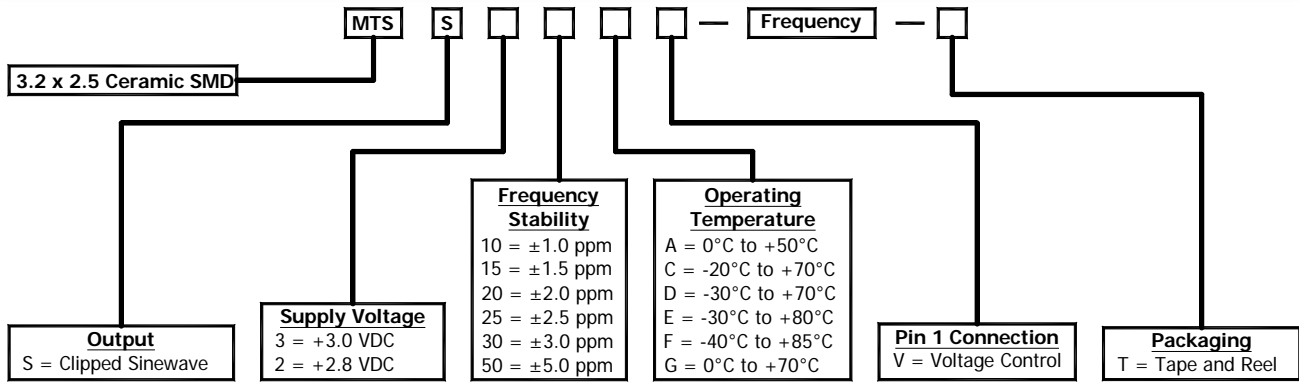 MTS S — Frequency —
3.2 x 2.5 Ceramic SMD
Output
S = Clipped Sinewave
Supply Voltage
3 = +3.0 VDC
2 = +2.8 VDC
Frequency
Stability
10 = ±1.0 ppm
15 = ±1.5 ppm
20 = ±2.0 ppm
25 = ±2.5 ppm
30 = ±3.0 ppm
50 = ±5.0 ppm
Operating
Temperature
A = 0°C to +50°C
C = -20°C to +70°C
D = -30°C to +70°C
E = -30°C to +80°C
F = -40°C to +85°C
G = 0°C to +70°C
Pin 1 Connection
V = Voltage Control
Packaging
T = Tape and Reel